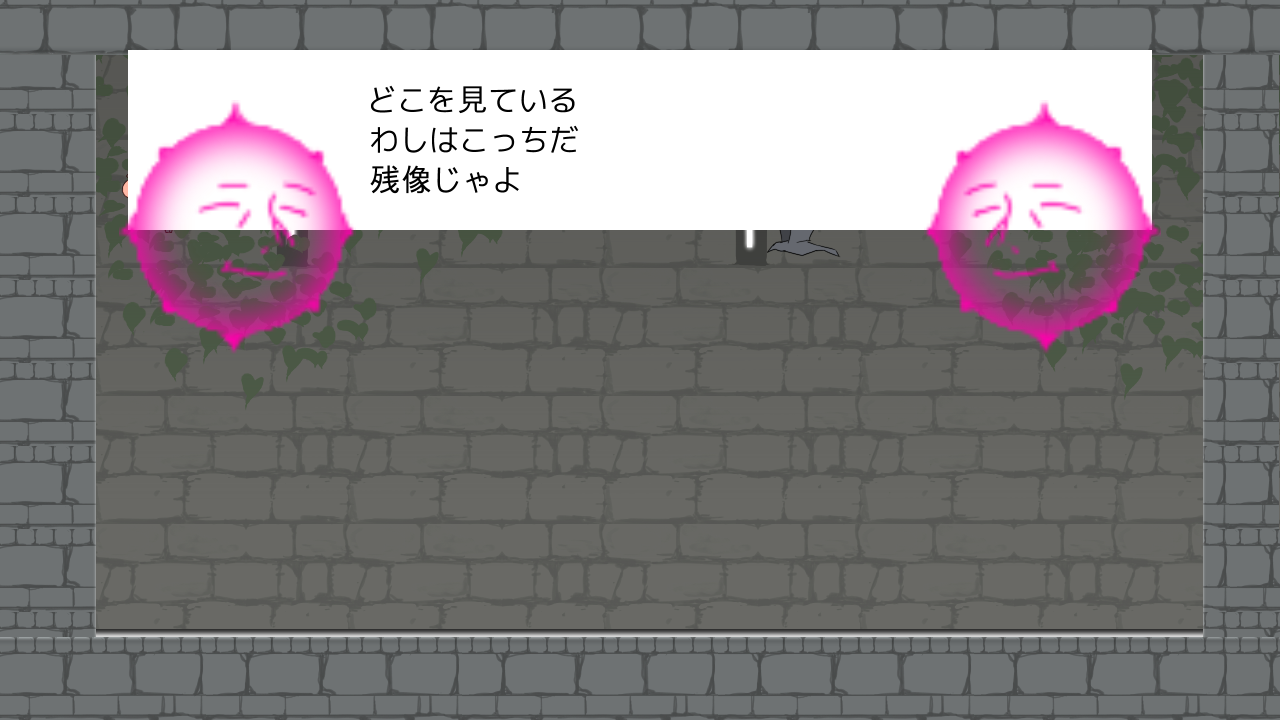 どこを見ている
わしはこっちだ
残像じゃよ